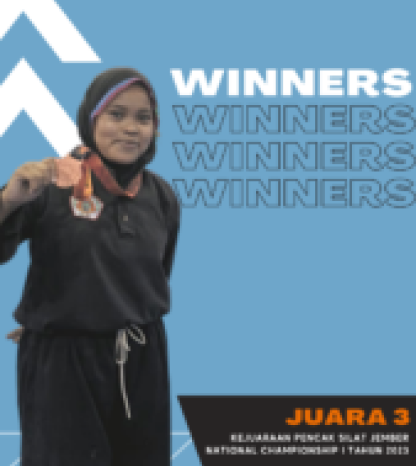 WINNERS
WINNERS
WINNERS
WINNERS
JUARA 3
KEJUARAAN PENCAK SILAT JEMBER
NATIONAL CHAMPIONSHIP I TAHUN 2023